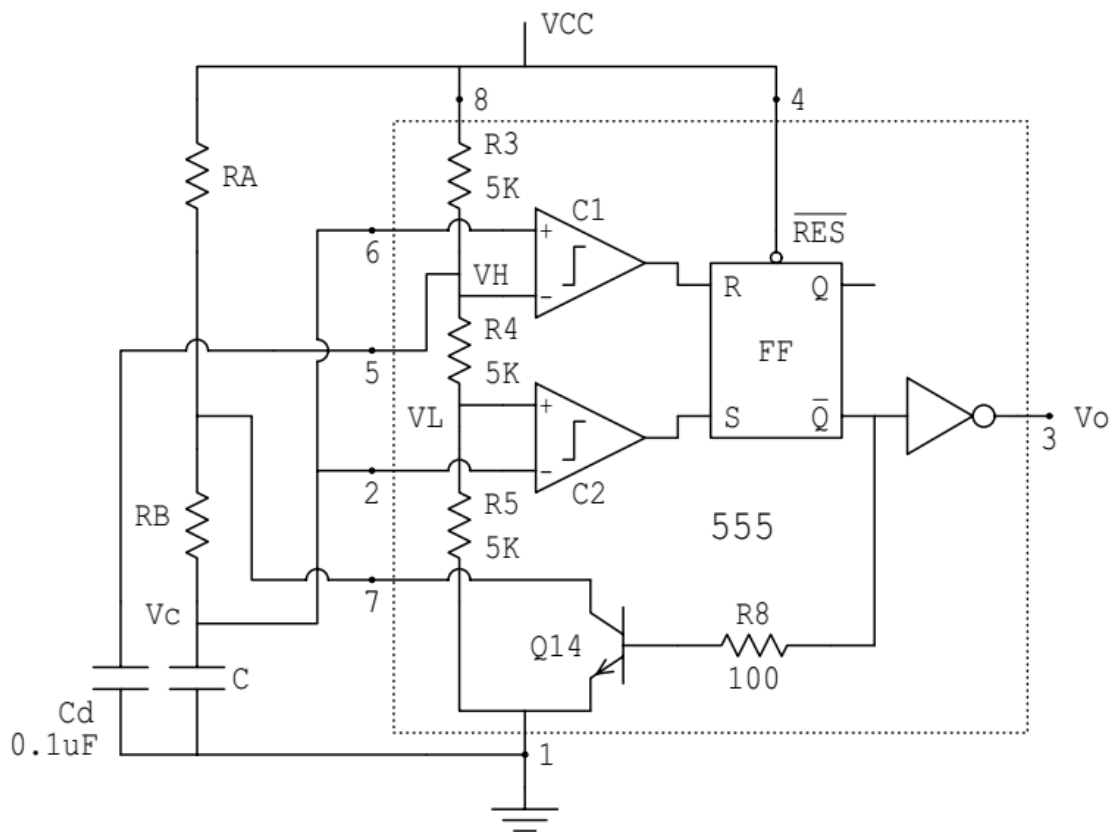 VCC
8
4
R3
5K
RA
C1
+
6
RES
VH
−
R
Q
R4
FF
5
5K
VL
+
S
Q
Vo
3
2
−
C2
R5
RB
5K
555
7
Vc
R8
Q14
100
C
Cd
0.1uF
1